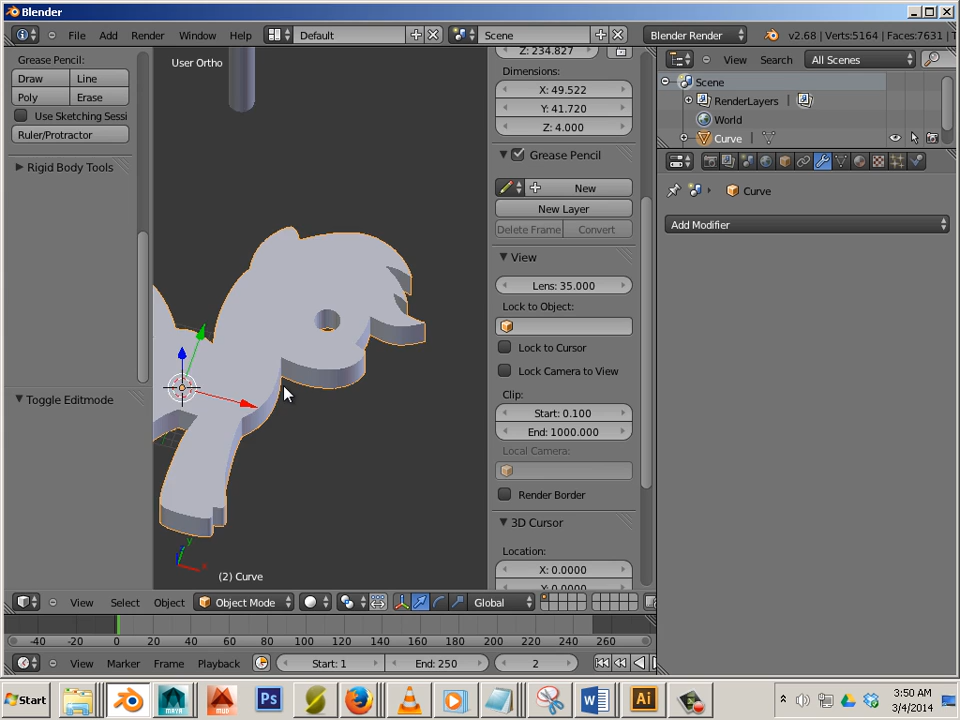 Blender
File Add Render Window Help Default Scene Blender Render v2.68 | Verts:5164 | Faces:7631 |
Grease Pencil:
Draw Line
Poly Erase
Use Sketching Sessi
Ruler/Protractor
Rigid Body Tools
Toggle Editmode
User Ortho
(2) Curve
Z: 234.827
Dimensions:
X: 49.522
Y: 41.720
Z: 4.000
Grease Pencil
New
New Layer
Delete Frame Convert
View
Lens: 35.000
Lock to Object:
Lock to Cursor
Lock Camera to View
Clip:
Start: 0.100
End: 1000.000
Local Camera:
Render Border
3D Cursor
Location:
X: 0.0000
Y: 0.0000
View Search All Scenes
Scene
RenderLayers
World
Curve
Curve
Add Modifier
View Select Object Object Mode Global
-40 -20 0 20 40 60 80 100 120 140 160 180 200 220 240 260
View Marker Frame Playback Start: 1 End: 250 2
Start Ps W Ai 3:50 AM
3/4/2014